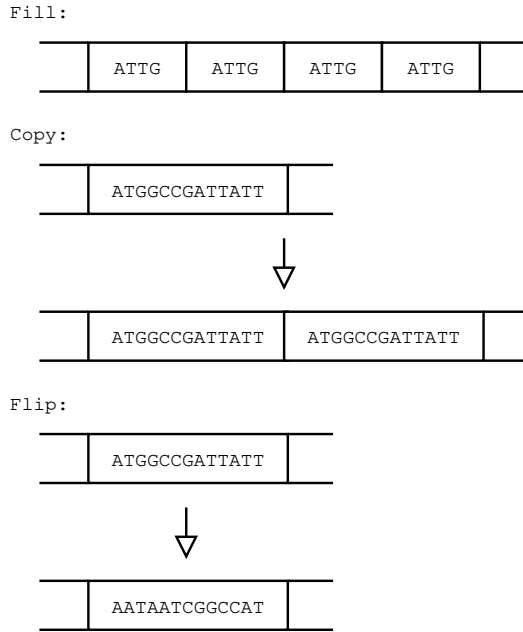 Fill:
ATTG ATTG ATTG ATTG
Copy:
ATGGCCGATTATT
ATGGCCGATTATT ATGGCCGATTATT
Flip:
ATGGCCGATTATT
AATAATCGGCCAT